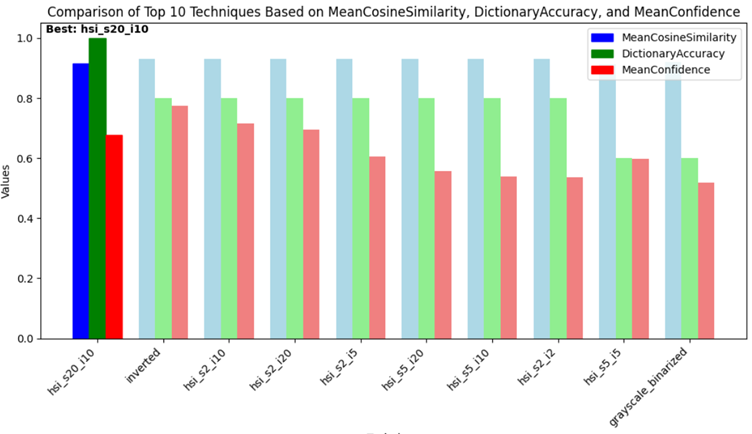 Comparison of Top 10 Techniques Based on MeanCosineSimilarity, DictionaryAccuracy, and MeanConfidence
Best: hsi_s20_i10
MeanCosineSimilarity
DictionaryAccuracy
MeanConfidence
1.0
0.8
0.6
0.4
0.2
0.0
Values
hsi_s20_i10
inverted
hsi_s2_i10
hsi_s2_i20
hsi_s2_i5
hsi_s5_i20
hsi_s5_i10
hsi_s2_i2
hsi_s5_i5
grayscale_binarized